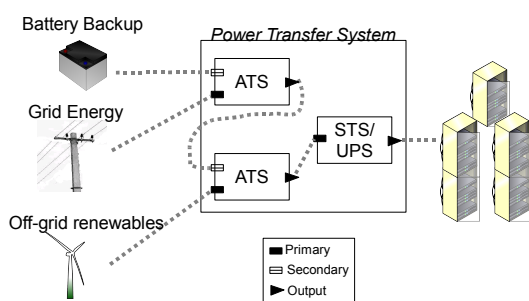 Battery Backup
Power Transfer System
ATS
Grid Energy
STS/
UPS
ATS
Off-grid renewables
Primary
Secondary
Output